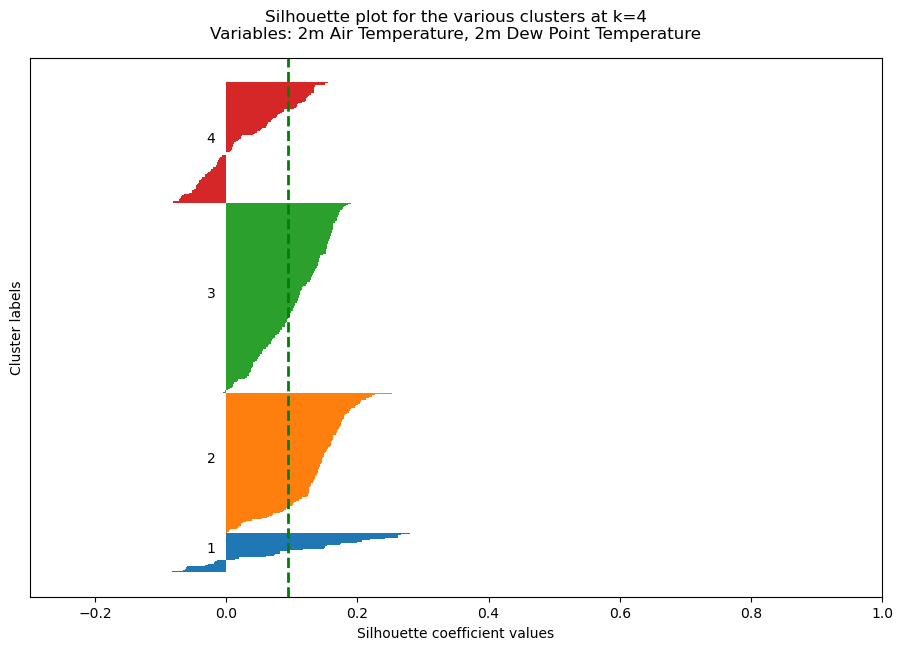 Silhouette plot for the various clusters at k=4
Variables: 2m Air Temperature, 2m Dew Point Temperature
4
3
2
1
Cluster labels
−0.2 0.0 0.2 0.4 0.6 0.8 1.0
Silhouette coefficient values